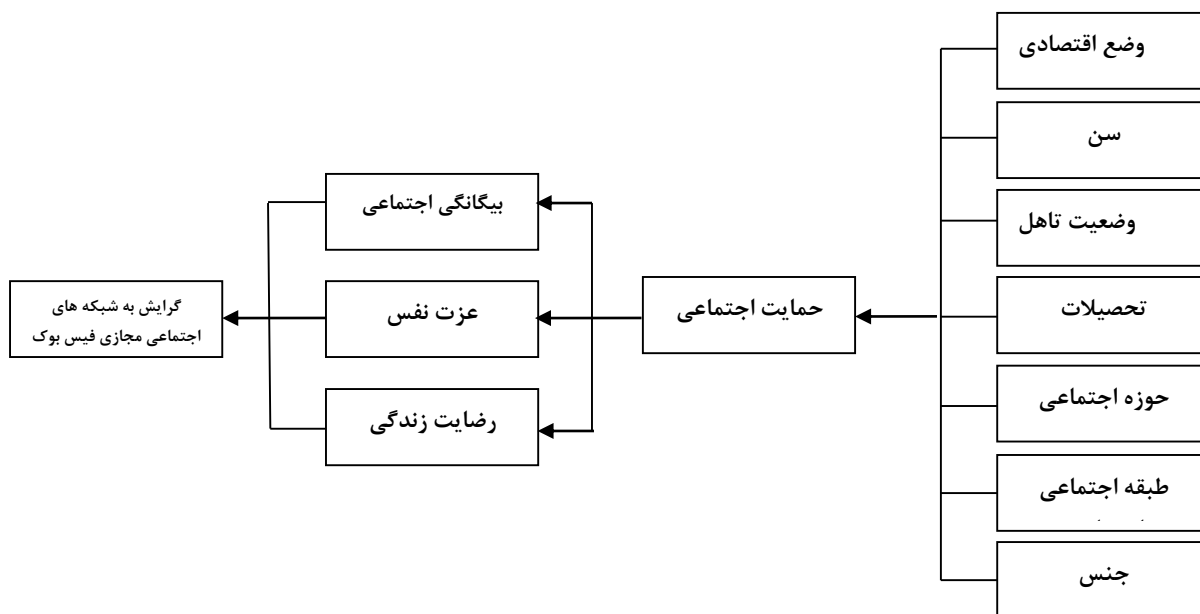 وضع اقتصادی
سن
وضعیت تاهل
تحصیلات
حوزه اجتماعی
طبقه اجتماعی
جنس
حمایت اجتماعی
بیگانگی اجتماعی
عزت نفس
رضایت زندگی
گرایش به شبکه های
اجتماعی مجازی فیس بوک